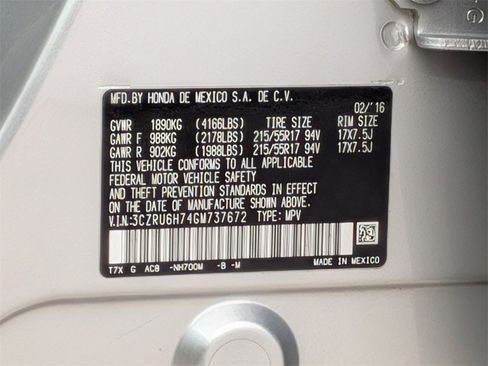 MFD.BY HONDA DE MEXICO S.A. DE C.V.
02/'16
GVWR 1890KG (4166LBS) TIRE SIZE RIM SIZE
GAWR F 988KG (2178LBS) 215/55R17 94V 17X7.5J
GAWR R 902KG (1988LBS) 215/55R17 94V 17X7.5J
THIS VEHICLE CONFORMS TO ALL APPLICABLE
FEDERAL MOTOR VEHICLE SAFETY
AND THEFT PREVENTION STANDARDS IN EFFECT
ON THE DATE OF MANUFACTURE SHOWN ABOVE.
V.I.N.:3CZRU6H74GM737672 TYPE: MPV
T7X G AC8 -NH700M -B -M
MADE IN MEXICO